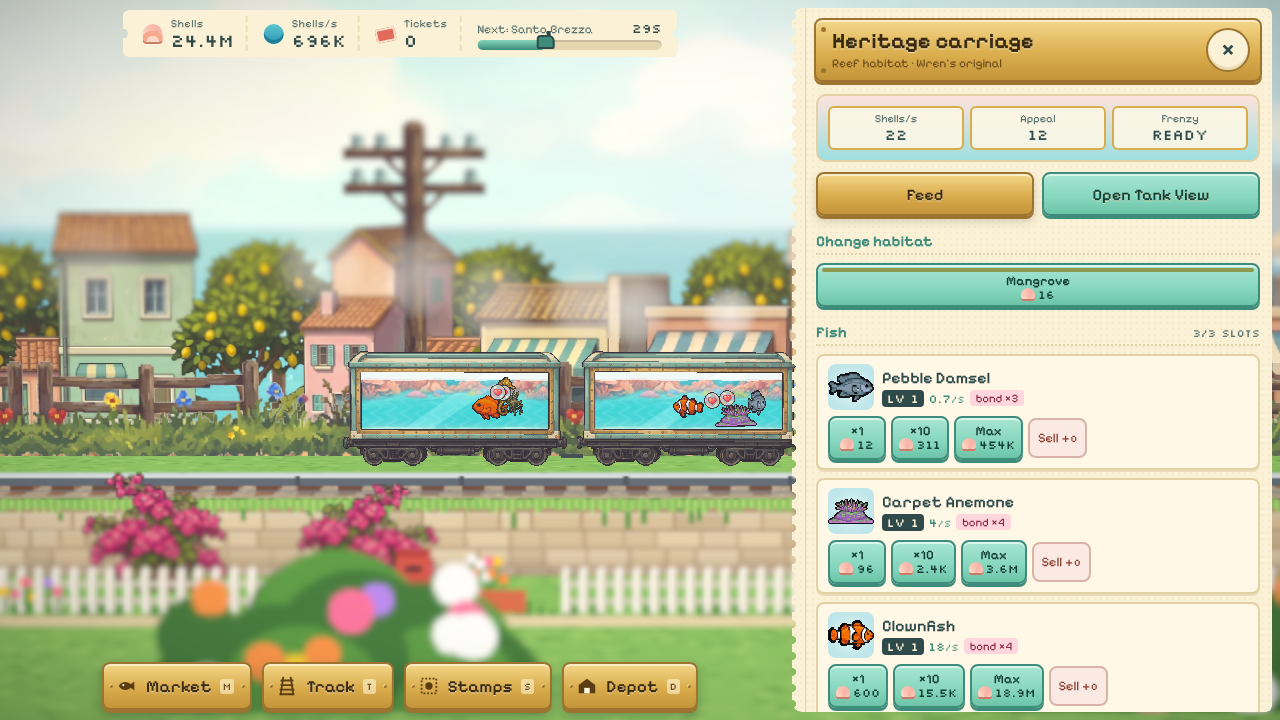 Shells
24.4M
Shells/s
696K
Tickets
0
Next: Santa Brezza 29s
Heritage carriage
Reef habitat · Wren's original
×
Shells/s
22
Appeal
12
Frenzy
READY
Feed
Open Tank View
Change habitat
Mangrove
16
Fish 3/3 SLOTS
Pebble Damsel
LV 1 0.7/s bond ×3
×1
12
×10
311
Max
454K
Sell +0
Carpet Anemone
LV 1 4/s bond ×4
×1
96
×10
2.4K
Max
3.6M
Sell +0
Clownfish
LV 1 18/s bond ×4
×1
600
×10
15.5K
Max
18.9M
Sell +0
Market M
Track T
Stamps S
Depot D